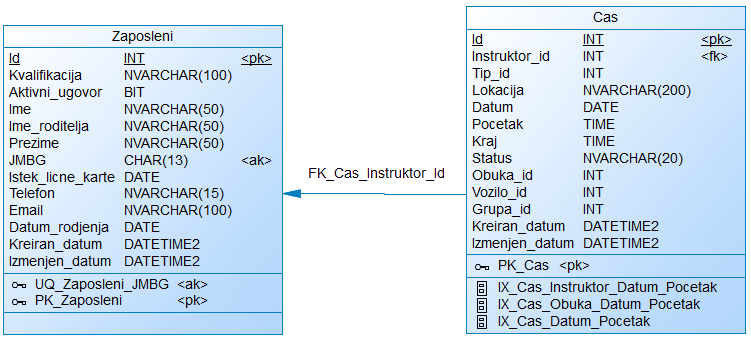 Zaposleni
Id INT <pk>
Kvalifikacija NVARCHAR(100)
Aktivni_ugovor BIT
Ime NVARCHAR(50)
Ime_roditelja NVARCHAR(50)
Prezime NVARCHAR(50)
JMBG CHAR(13) <ak>
Istek_licne_karte DATE
Telefon NVARCHAR(15)
Email NVARCHAR(100)
Datum_rodjenja DATE
Kreiran_datum DATETIME2
Izmenjen_datum DATETIME2
UQ_Zaposleni_JMBG <ak>
PK_Zaposleni <pk>
FK_Cas_Instruktor_Id
Cas
Id INT <pk>
Instruktor_id INT <fk>
Tip_id INT
Lokacija NVARCHAR(200)
Datum DATE
Pocetak TIME
Kraj TIME
Status NVARCHAR(20)
Obuka_id INT
Vozilo_id INT
Grupa_id INT
Kreiran_datum DATETIME2
Izmenjen_datum DATETIME2
PK_Cas <pk>
IX_Cas_Instruktor_Datum_Pocetak
IX_Cas_Obuka_Datum_Pocetak
IX_Cas_Datum_Pocetak